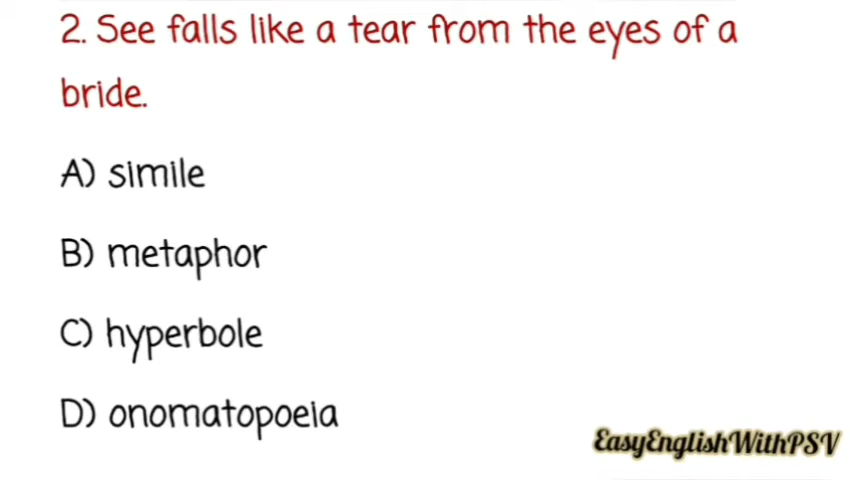 2. See falls like a tear from the eyes of a
bride.
A) simile
B) metaphor
C) hyperbole
D) onomatopoeia
EasyEnglishWithPSV